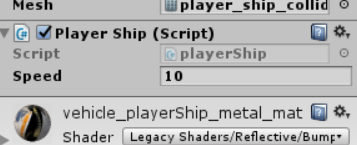 Mesh player_ship_collid
Player Ship (Script)
Script playerShip
Speed 10
vehicle_playerShip_metal_mat
Shader Legacy Shaders/Reflective/Bump